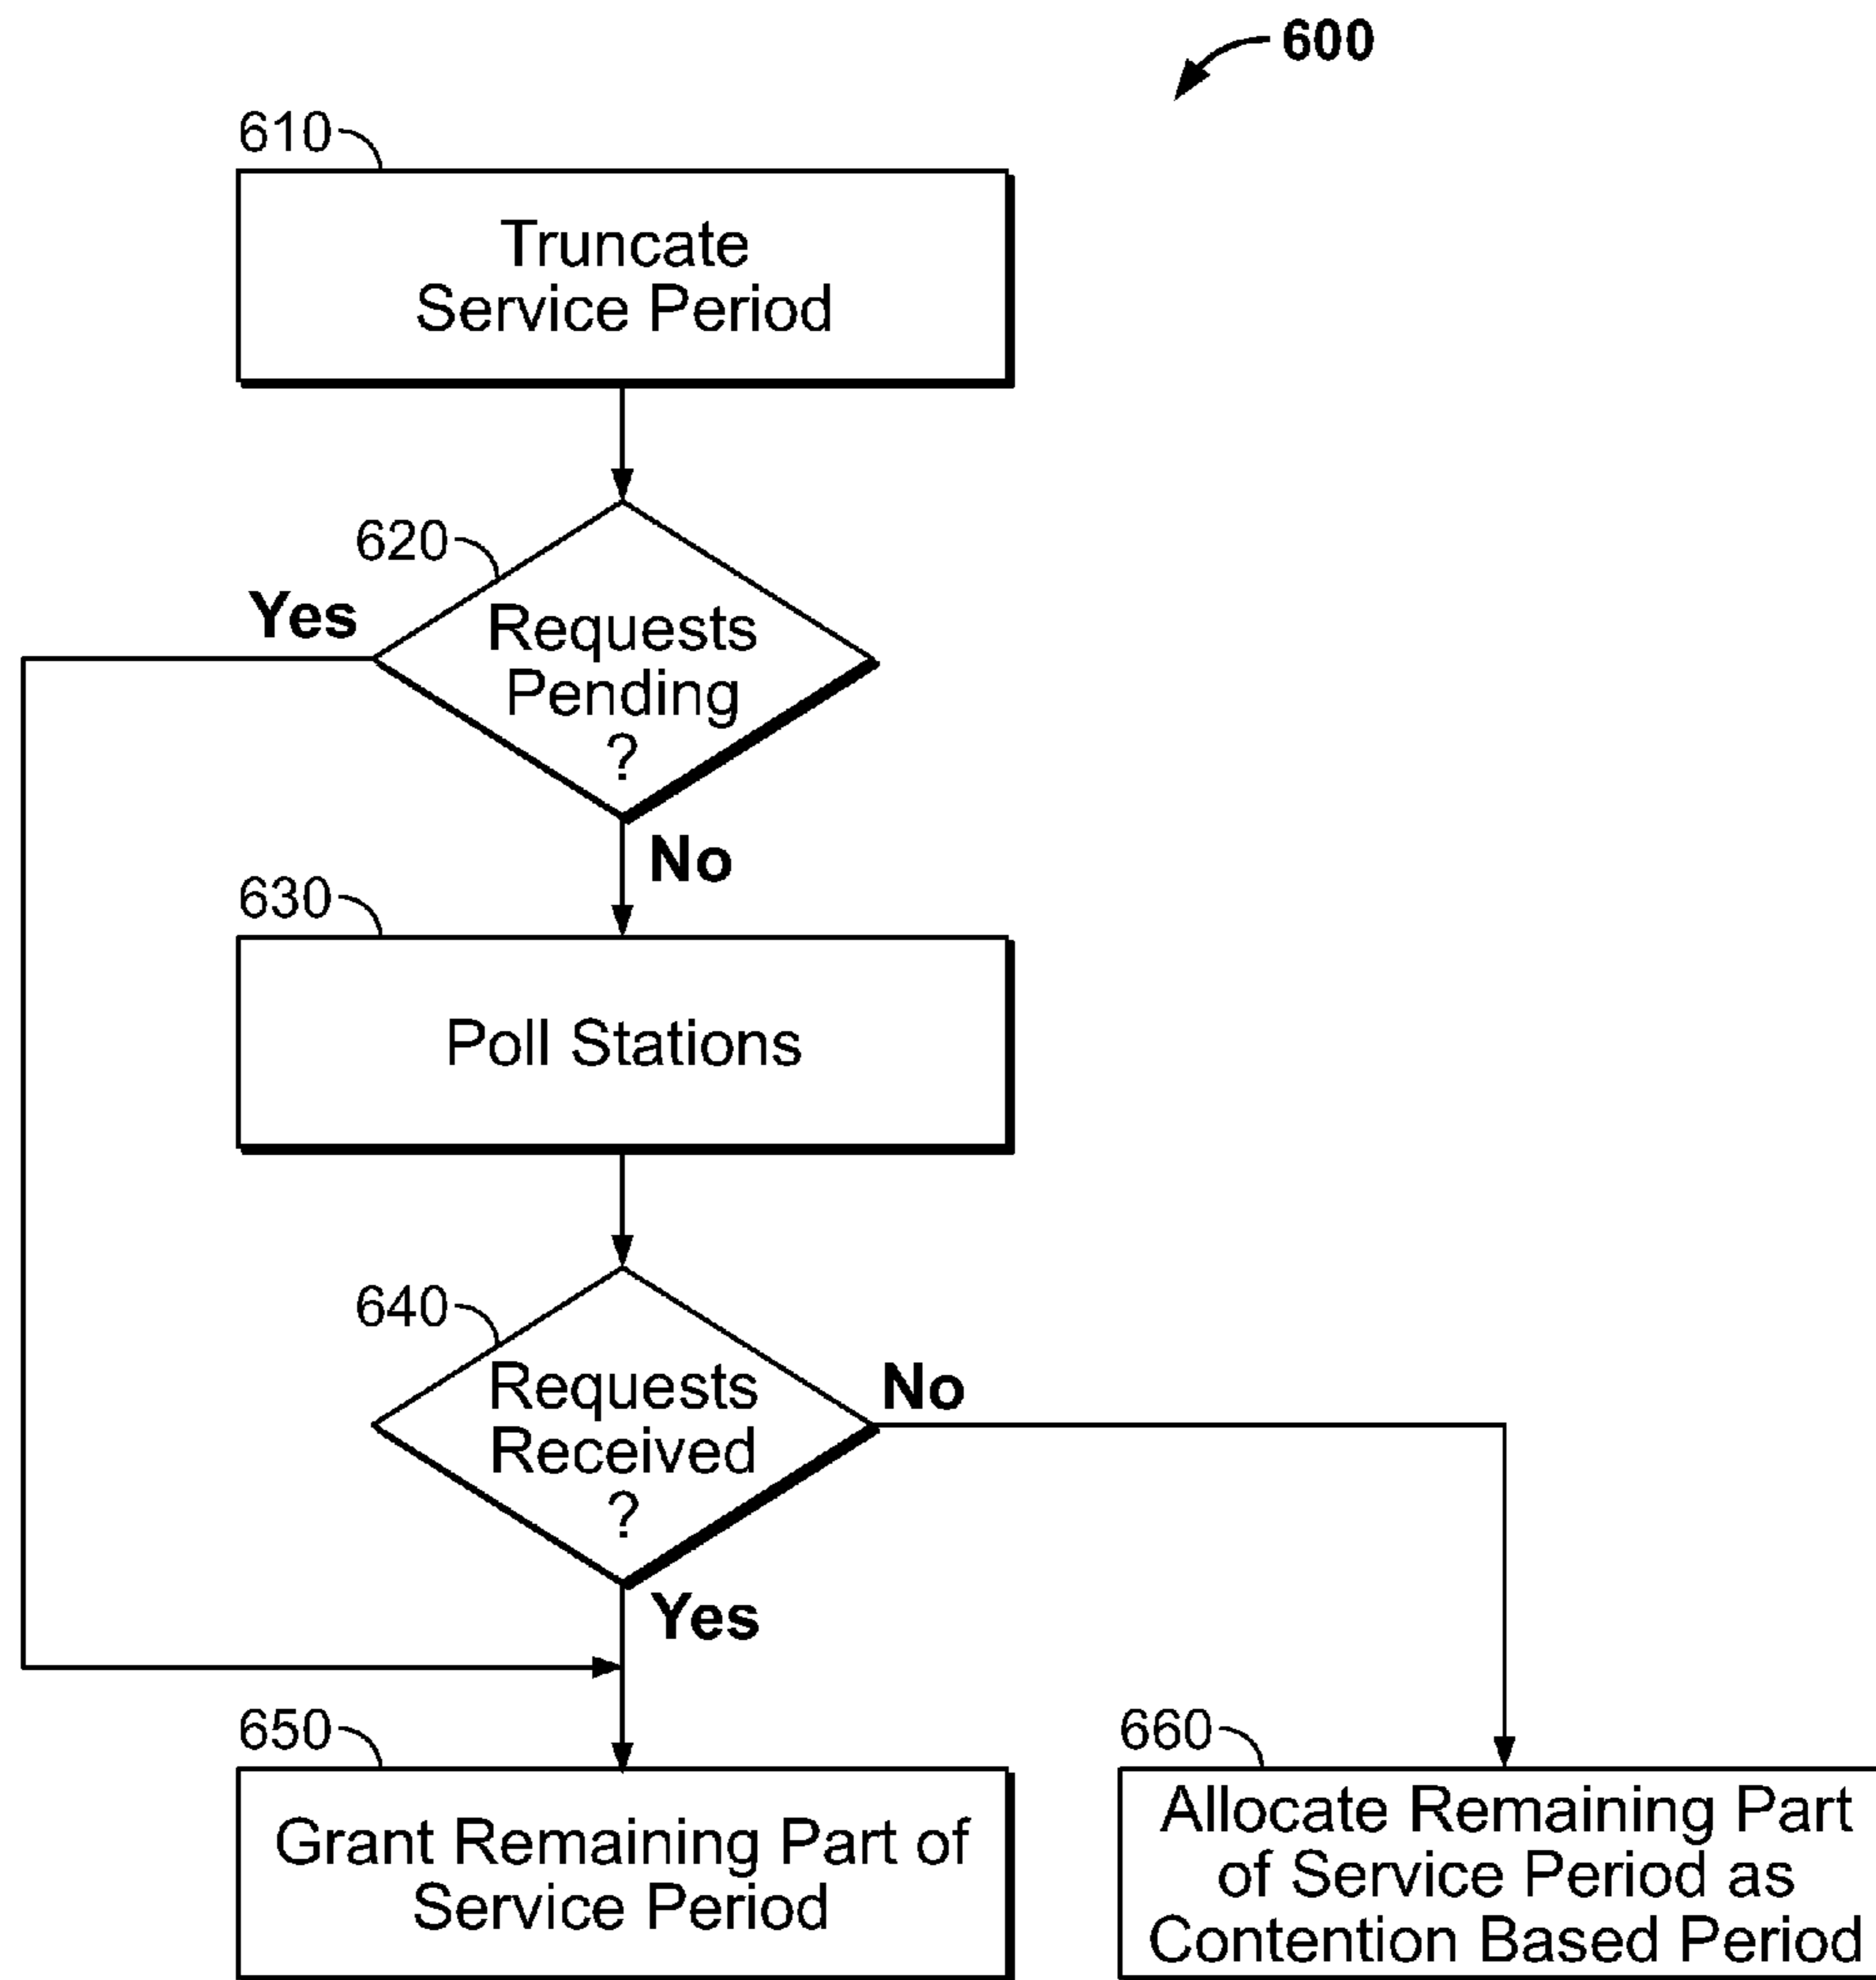 600
610
Truncate
Service Period
620
Yes
Requests
Pending
?
No
630
Poll Stations
640
Requests
Received
?
No
Yes
650
Grant Remaining Part of
Service Period
660
Allocate Remaining Part
of Service Period as
Contention Based Period